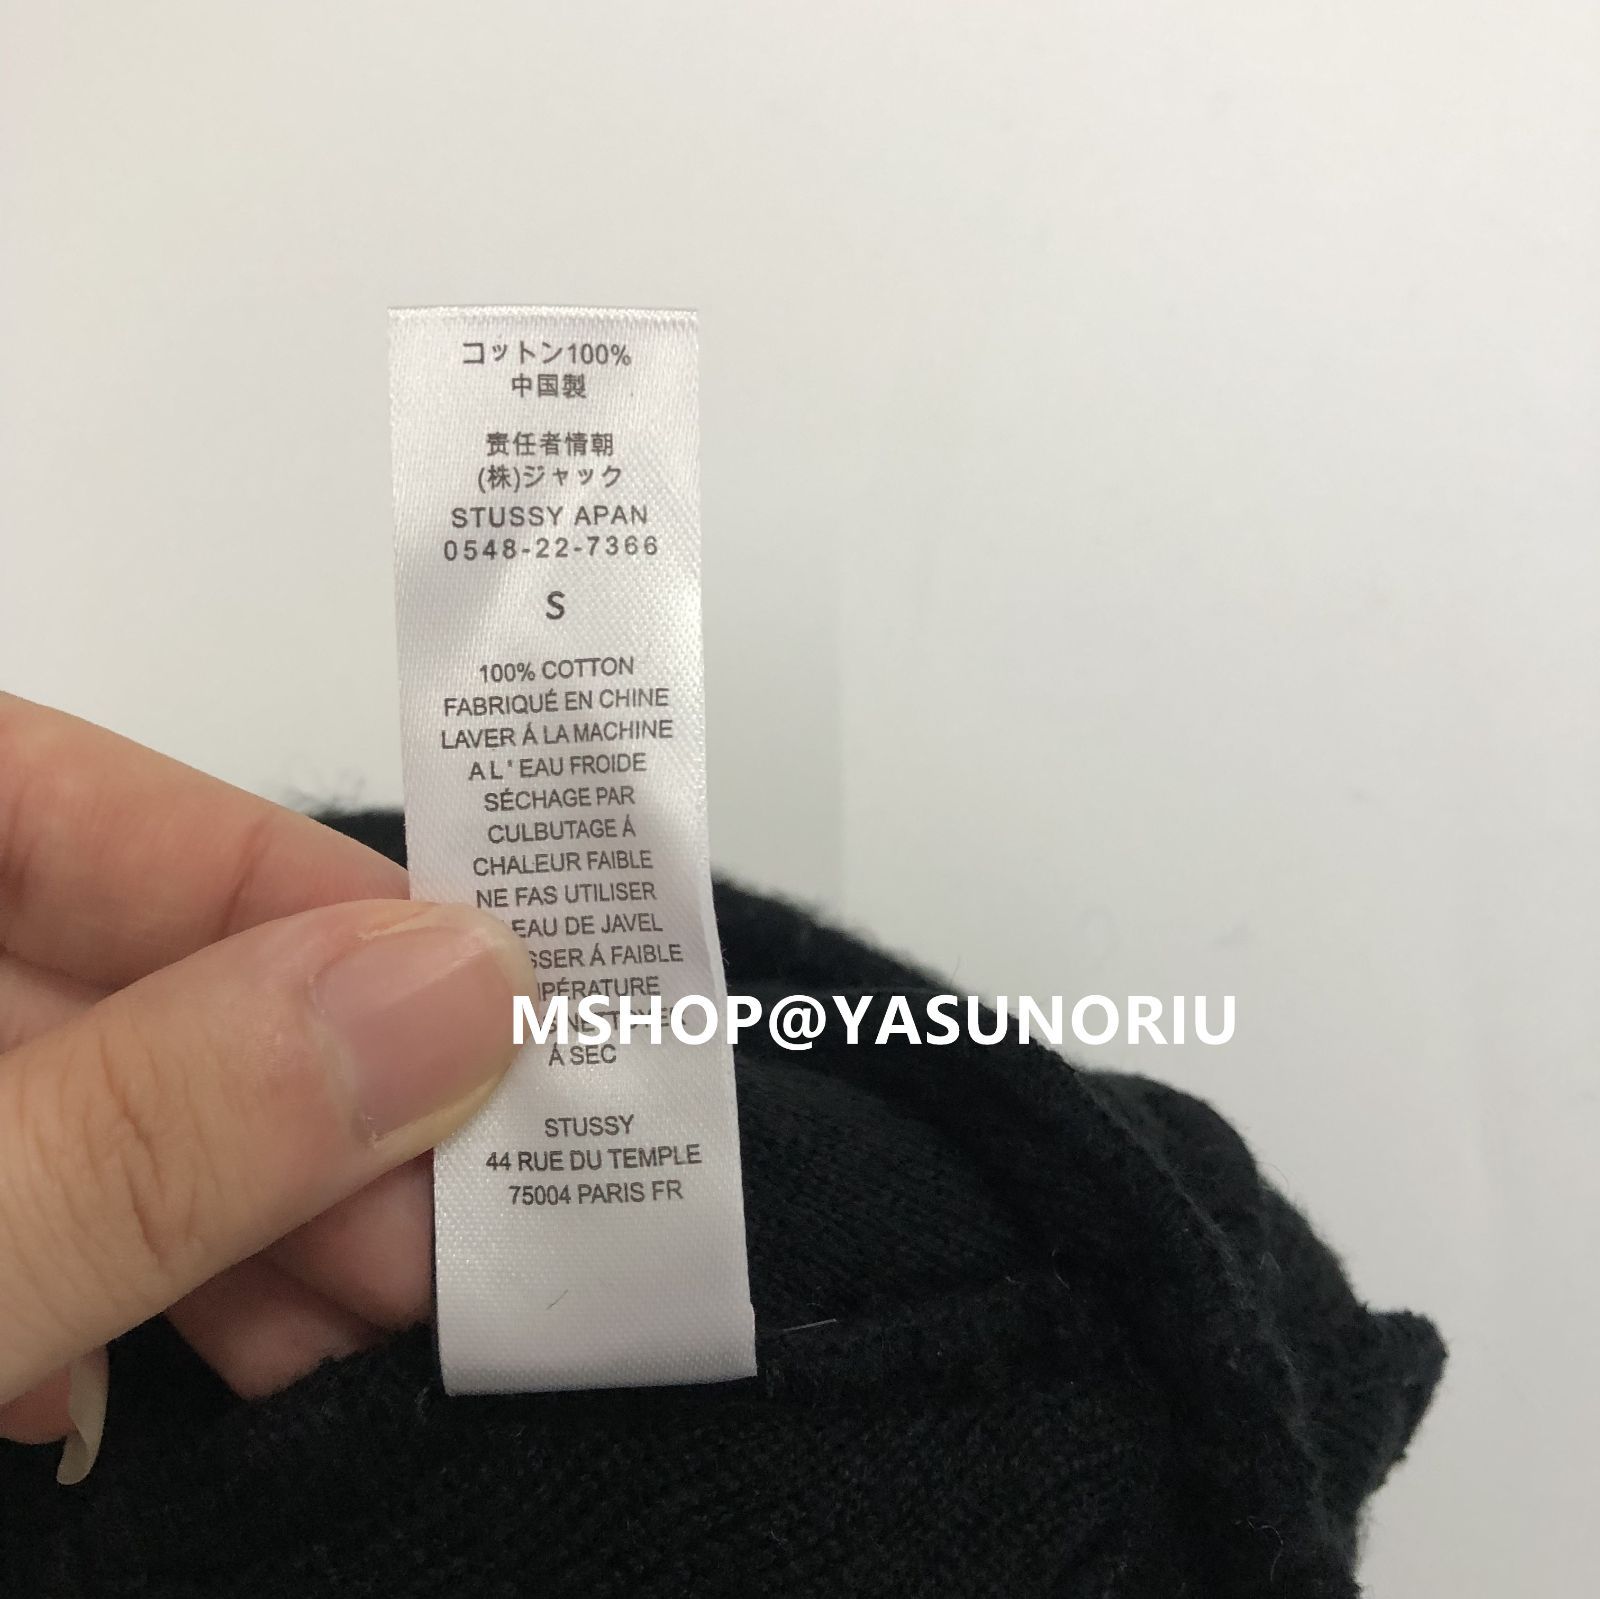 コットン100%
中国製
责任者情朝
(株)ジャック
STUSSY APAN
0548-22-7366
S
100% COTTON
FABRIQUÉ EN CHINE
LAVER Á LA MACHINE
A L' EAU FROIDE
SÉCHAGE PAR
CULBUTAGE Á
CHALEUR FAIBLE
NE FAS UTILISER
EAU DE JAVEL
SSER Á FAIBLE
PÉRATURE
MSHOP@YASUNORIU
Á SEC
STUSSY
44 RUE DU TEMPLE
75004 PARIS FR